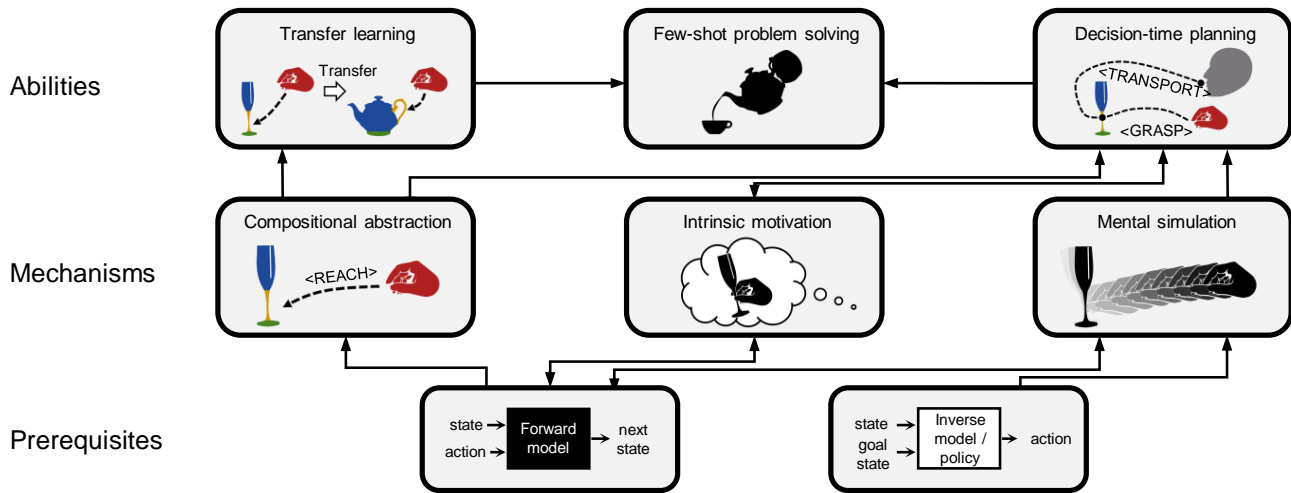 Abilities
Transfer learning
Transfer
Few-shot problem solving
Decision-time planning
<TRANSPORT>
<GRASP>
Mechanisms
Compositional abstraction
<REACH>
Intrinsic motivation
Mental simulation
Prerequisites
state
action
Forward
model
next
state
state
goal
state
Inverse
model /
policy
action